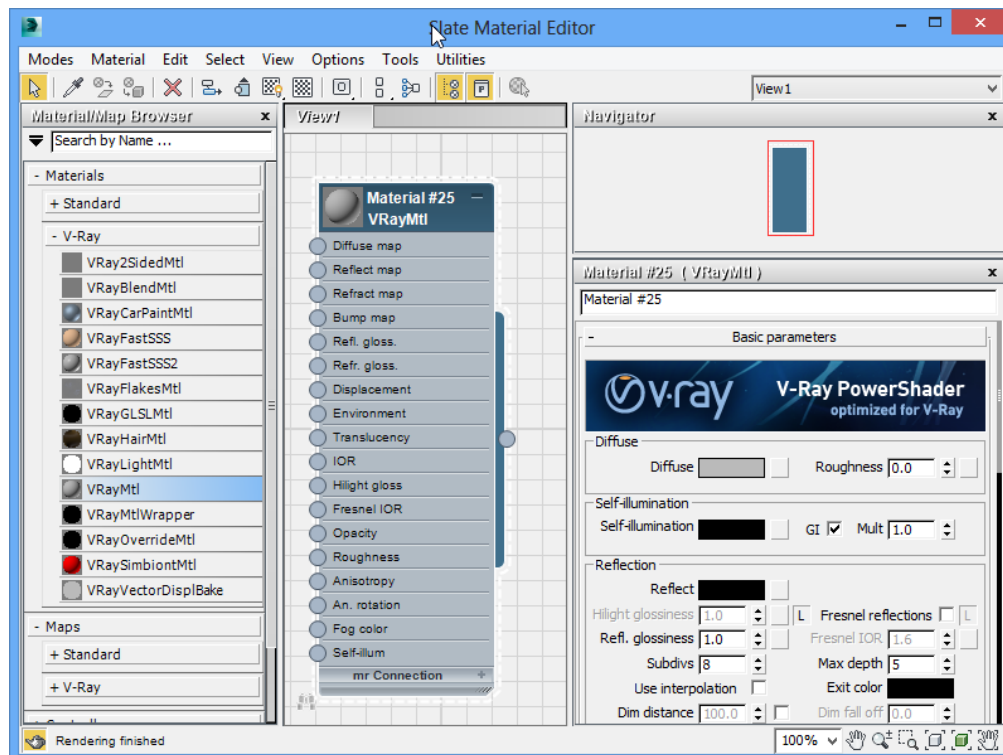 Slate Material Editor
Modes Material Edit Select View Options Tools Utilities
View1
Material/Map Browser x
Search by Name ...
- Materials
+ Standard
- V-Ray
VRay2SidedMtl
VRayBlendMtl
VRayCarPaintMtl
VRayFastSSS
VRayFastSSS2
VRayFlakesMtl
VRayGLSLMtl
VRayHairMtl
VRayLightMtl
VRayMtl
VRayMtlWrapper
VRayOverrideMtl
VRaySimbiontMtl
VRayVectorDisplBake
- Maps
+ Standard
+ V-Ray
View1
Material #25
VRayMtl
Diffuse map
Reflect map
Refract map
Bump map
Refl. gloss.
Refr. gloss.
Displacement
Environment
Translucency
IOR
Hilight gloss
Fresnel IOR
Opacity
Roughness
Anisotropy
An. rotation
Fog color
Self-illum
mr Connection +
Navigator x
Material #25 ( VRayMtl ) x
Material #25
- Basic parameters
v·ray V-Ray PowerShader
optimized for V-Ray
Diffuse
Diffuse Roughness 0.0
Self-illumination
Self-illumination GI Mult 1.0
Reflection
Reflect
Hilight glossiness 1.0 L Fresnel reflections L
Refl. glossiness 1.0 Fresnel IOR 1.6
Subdivs 8 Max depth 5
Use interpolation Exit color
Dim distance 100.0 Dim fall off 0.0
Rendering finished
100%